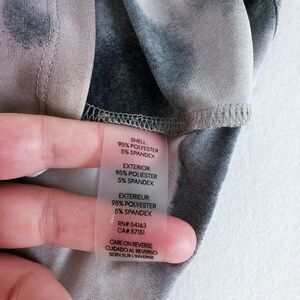 SHELL:
95% POLYESTER
5% SPANDEX
EXTERIOR:
95% POLIESTER
5% SPANDEX
EXTERIEUR:
95% POLYESTER
5% SPANDEX
RN# 54163
CA# 57151
CARE ON REVERSE
CUIDADO AL REVERSO
SOIN SUR L'INVERSE